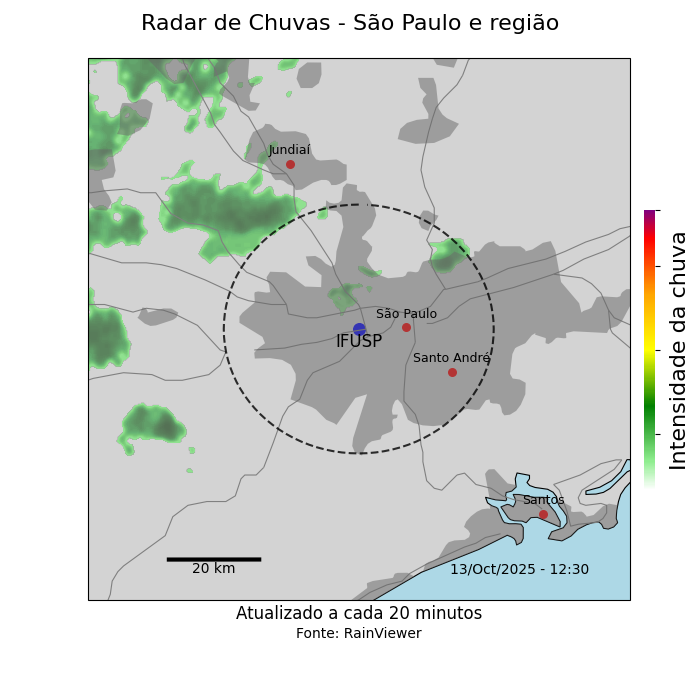 Radar de Chuvas - São Paulo e região
Jundiaí
São Paulo
IFUSP
Santo André
Santos
20 km
13/Oct/2025 - 12:30
Intensidade da chuva
Atualizado a cada 20 minutos
Fonte: RainViewer